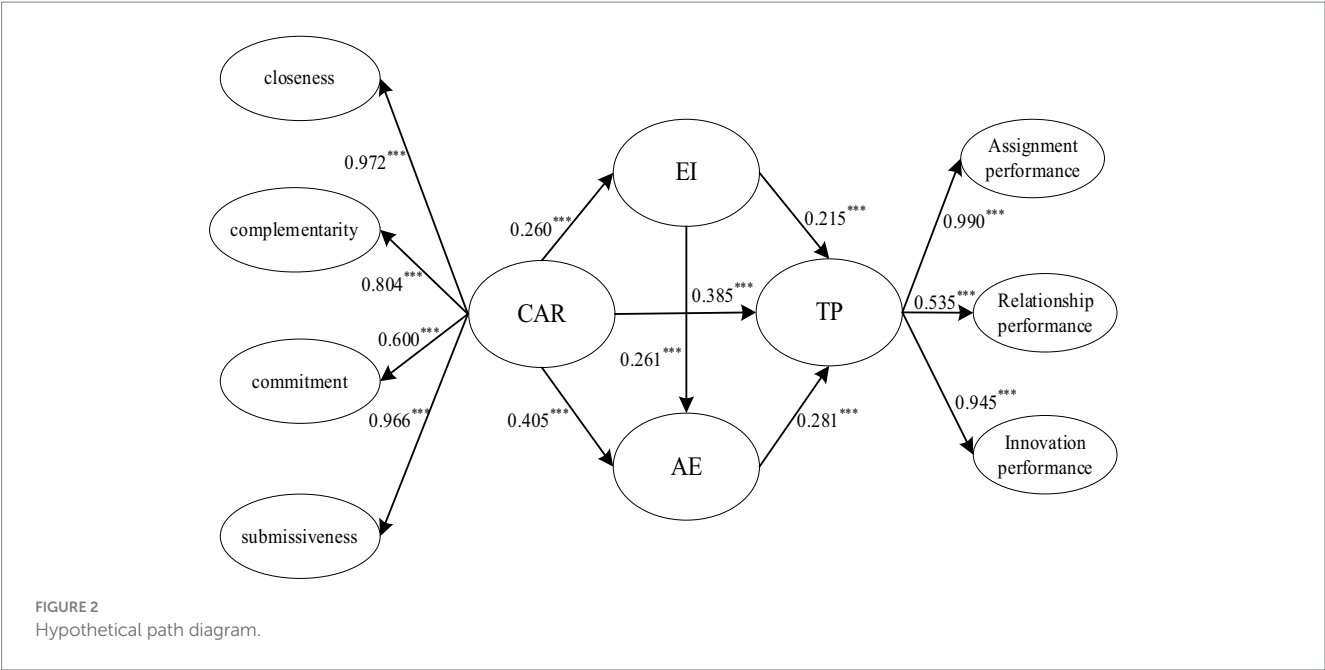 closeness
0.972***
complementarity
0.804***
0.600***
commitment
0.966***
submissiveness
CAR
0.260***
EI
0.215***
0.385***
0.261***
0.405***
AE
0.281***
TP
0.990***
Assignment
performance
0.535***
Relationship
performance
0.945***
Innovation
performance
FIGURE 2
Hypothetical path diagram.